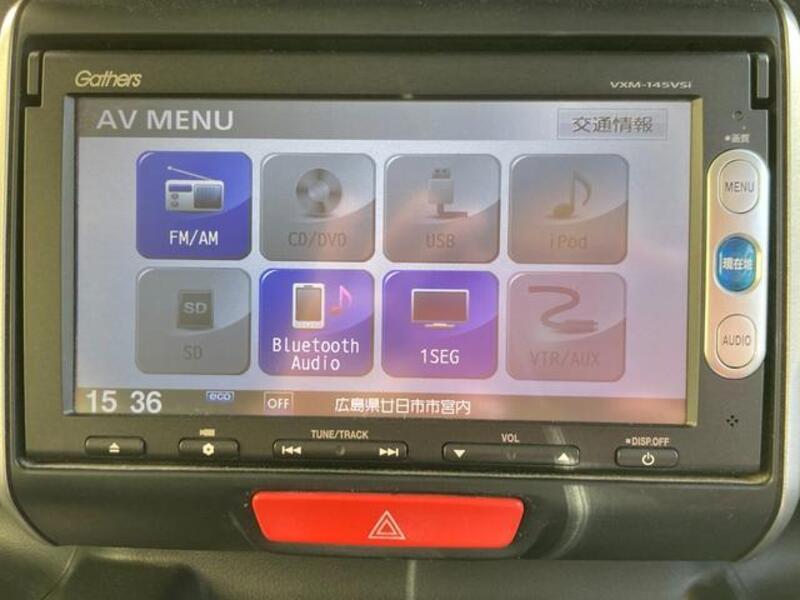 Gathers
VXM-145VSi
AV MENU
交通情報
画質
MENU
FM/AM
CD/DVD
USB
iPod
現在地
SD
SD
Bluetooth Audio
1SEG
VTR/AUX
AUDIO
15 36
eco
OFF
広島県廿日市市宮内
TUNE/TRACK
VOL
DISP.OFF